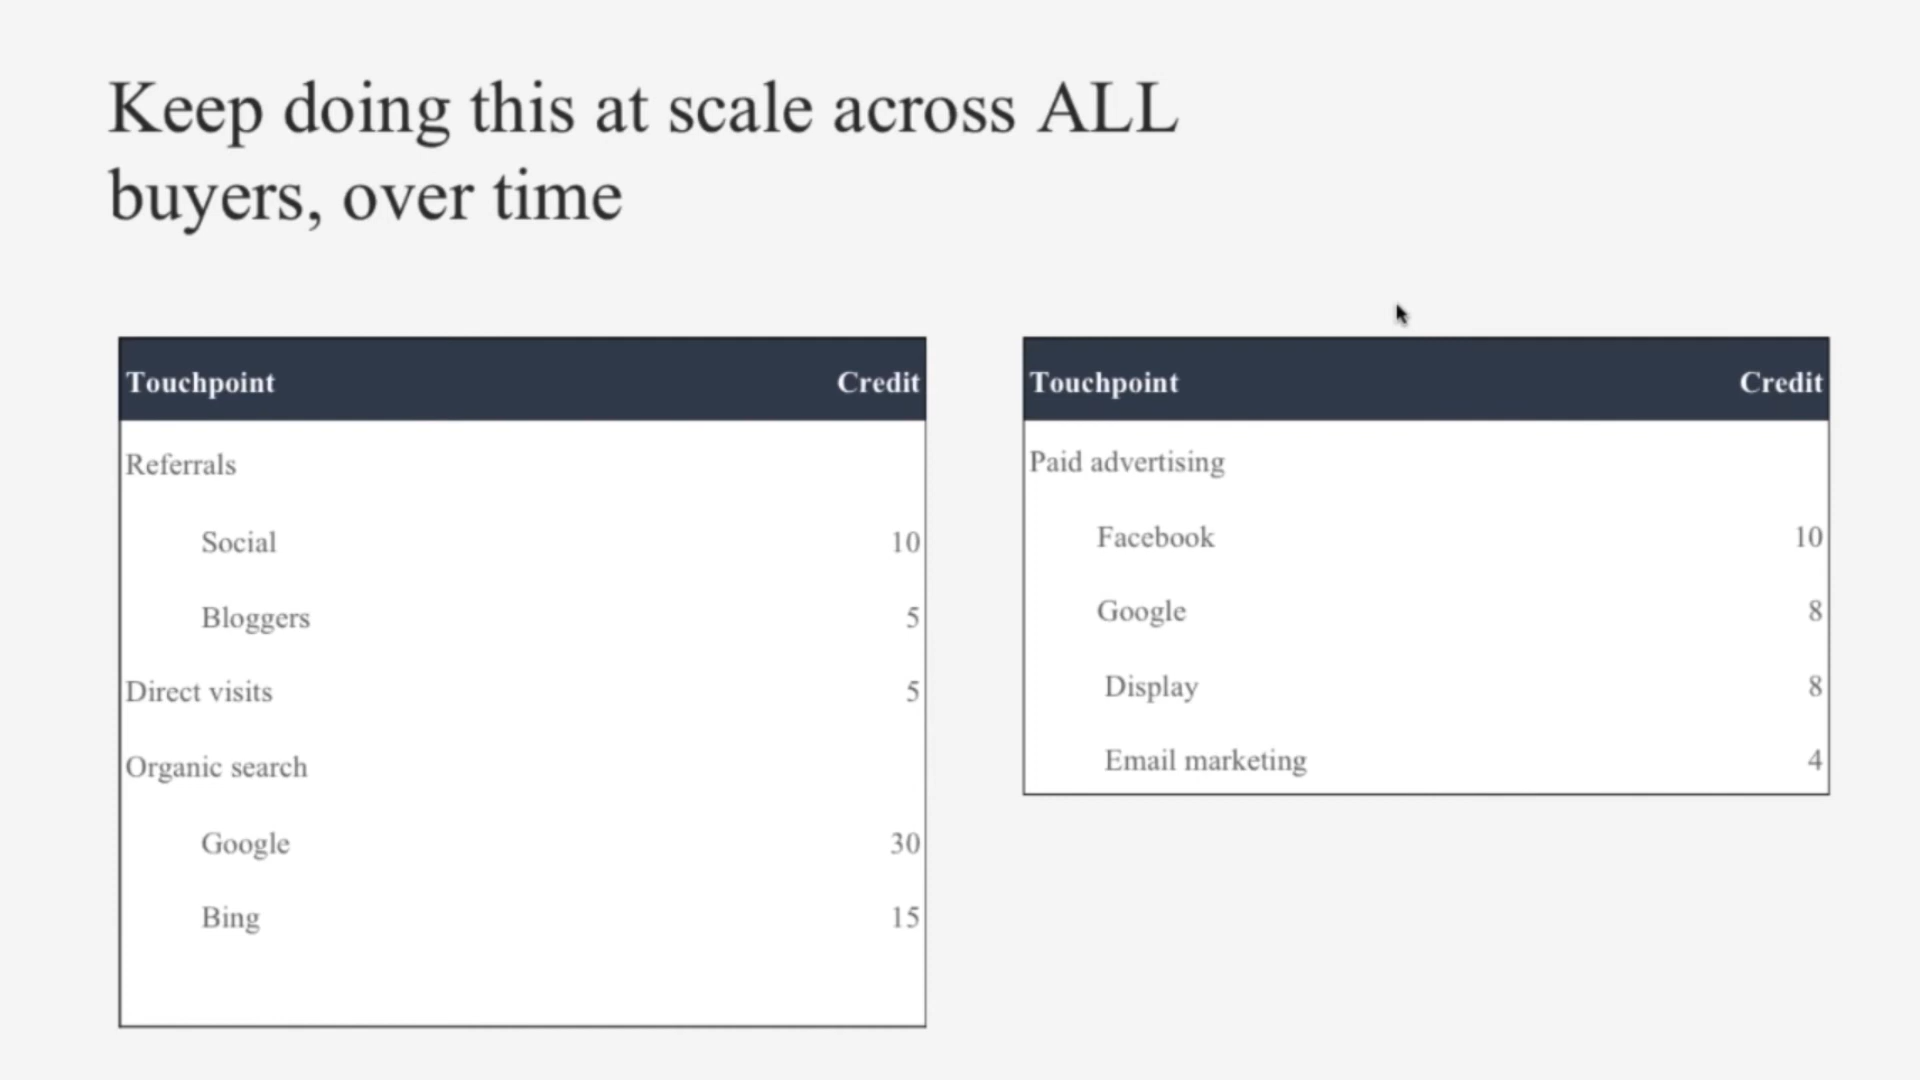 Keep doing this at scale across ALL
buyers, over time
Touchpoint Credit
Referrals
Social 10
Bloggers 5
Direct visits 5
Organic search
Google 30
Bing 15
Touchpoint Credit
Paid advertising
Facebook 10
Google 8
Display 8
Email marketing 4